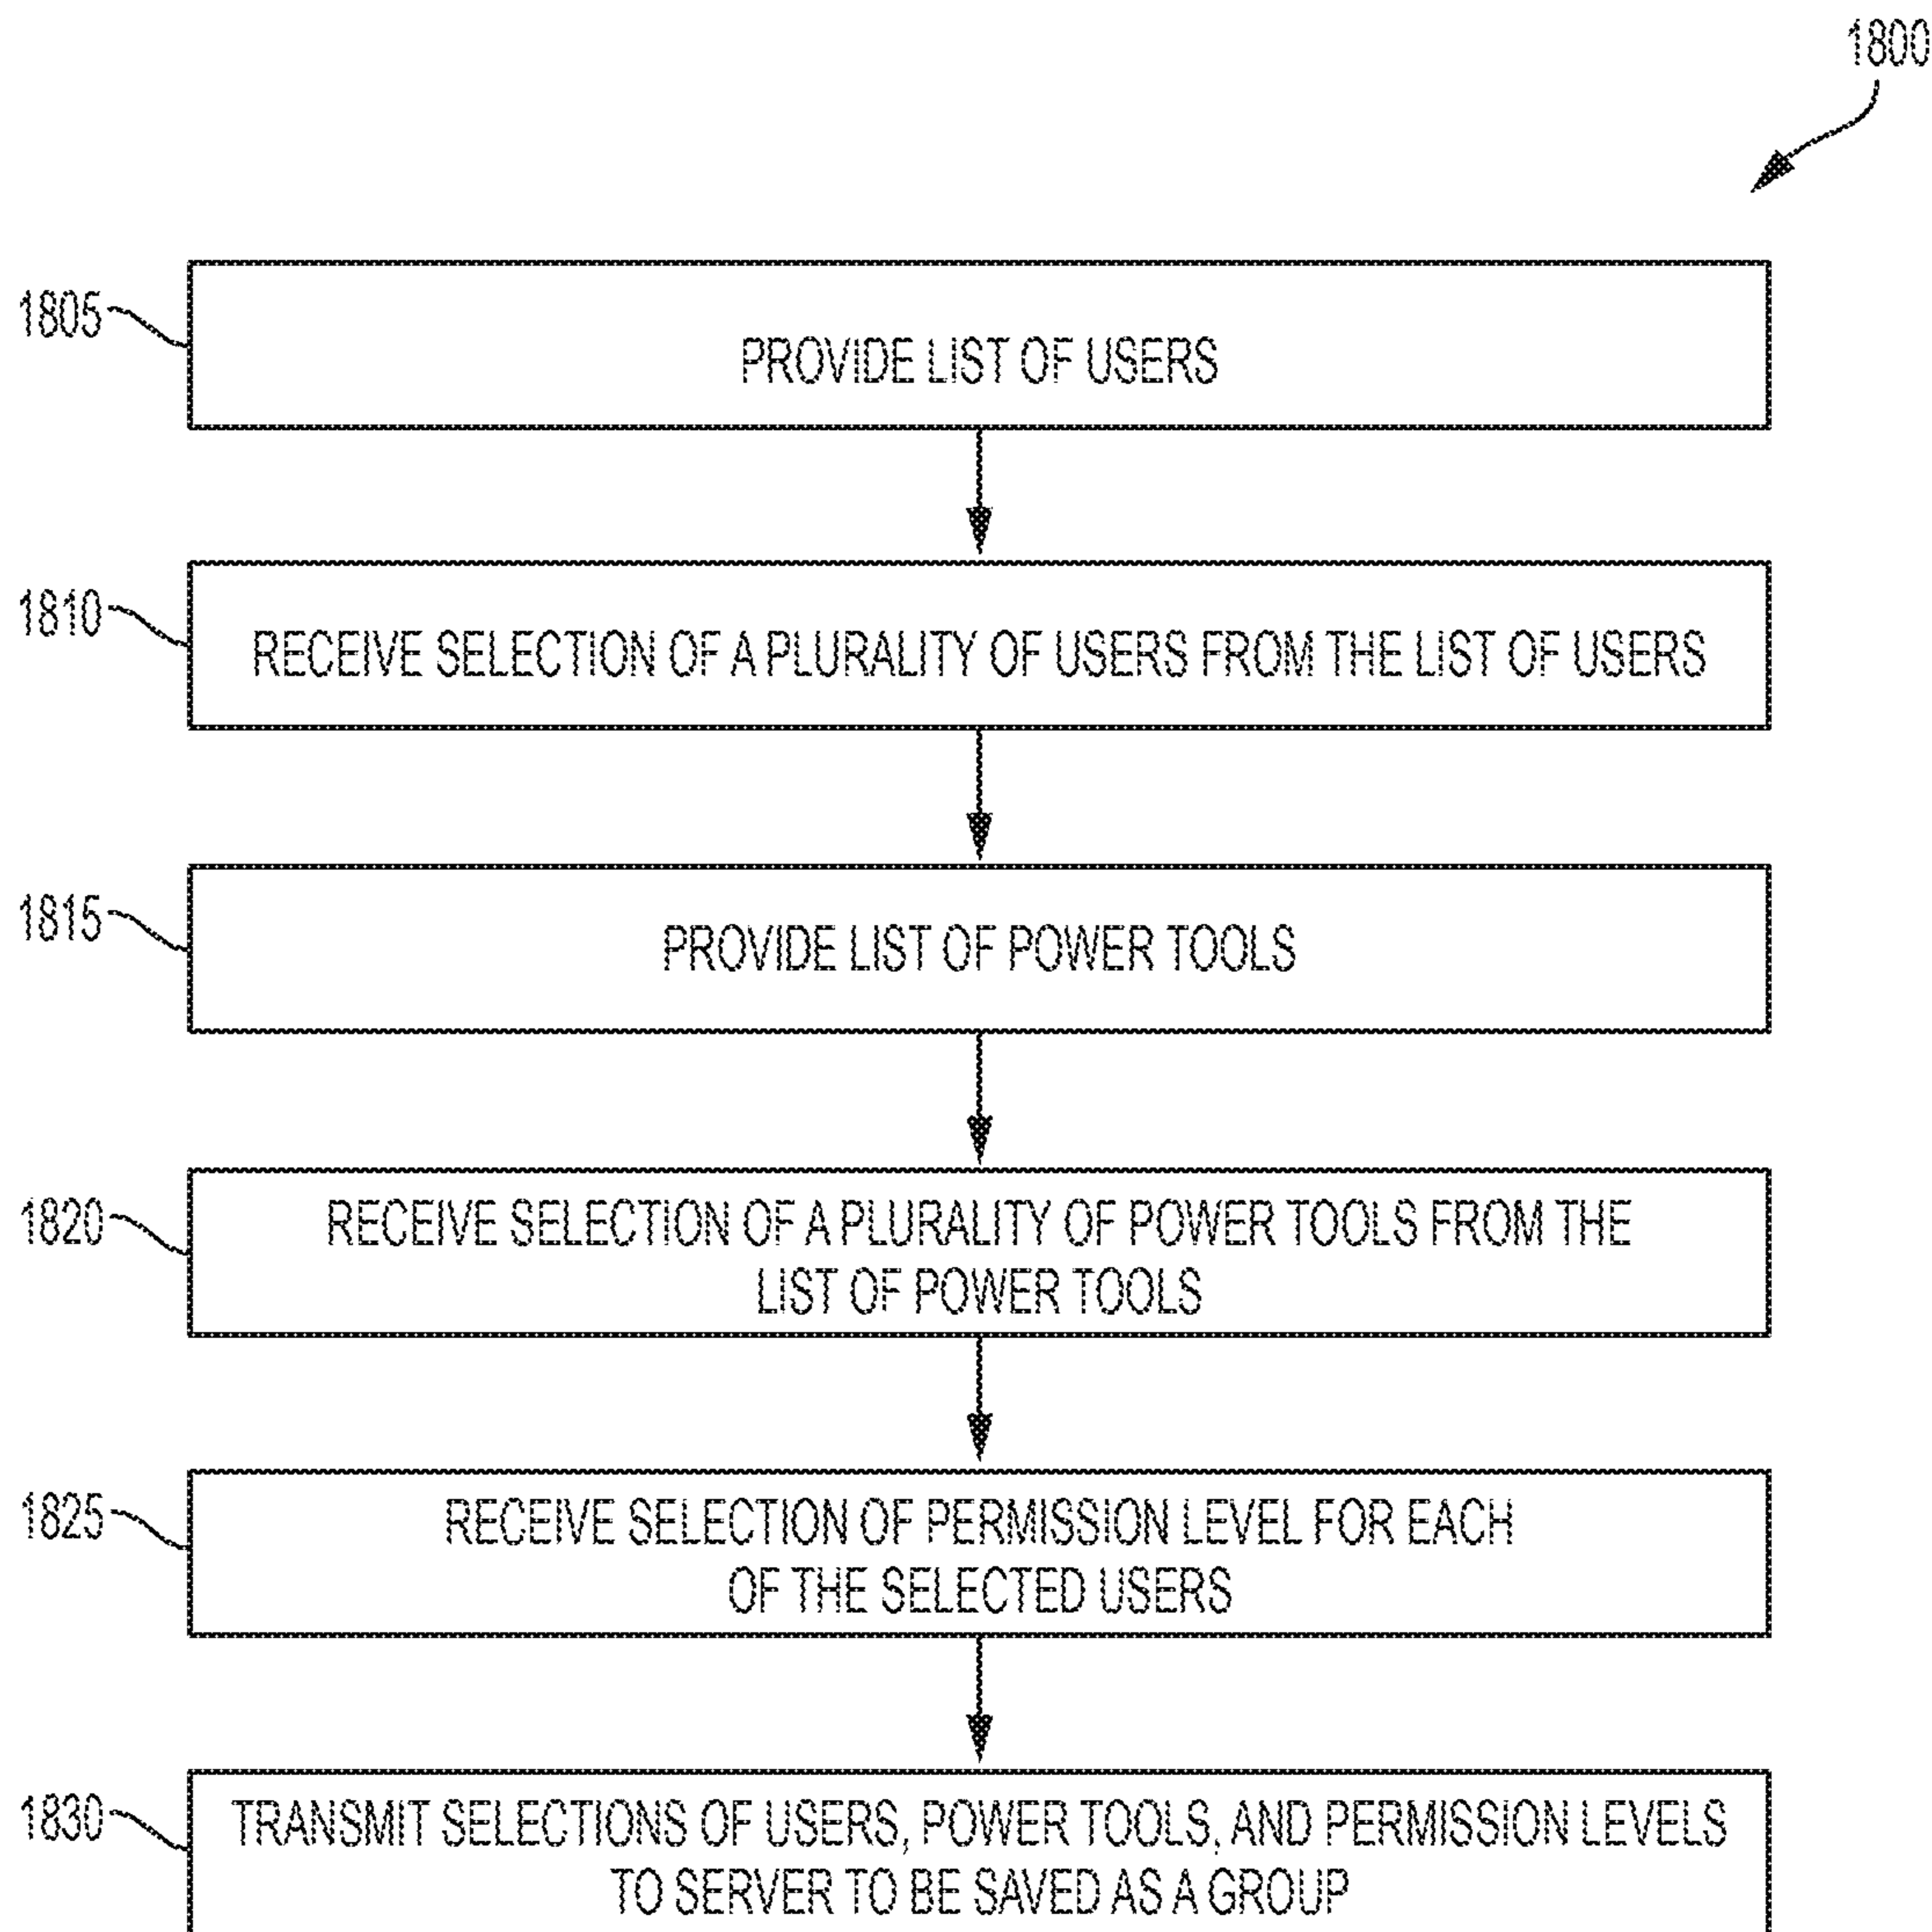 1800
1805
PROVIDE LIST OF USERS
1810
RECEIVE SELECTION OF A PLURALITY OF USERS FROM THE LIST OF USERS
1815
PROVIDE LIST OF POWER TOOLS
1820
RECEIVE SELECTION OF A PLURALITY OF POWER TOOLS FROM THE
LIST OF POWER TOOLS
1825
RECEIVE SELECTION OF PERMISSION LEVEL FOR EACH
OF THE SELECTED USERS
1830
TRANSMIT SELECTIONS OF USERS, POWER TOOLS, AND PERMISSION LEVELS
TO SERVER TO BE SAVED AS A GROUP